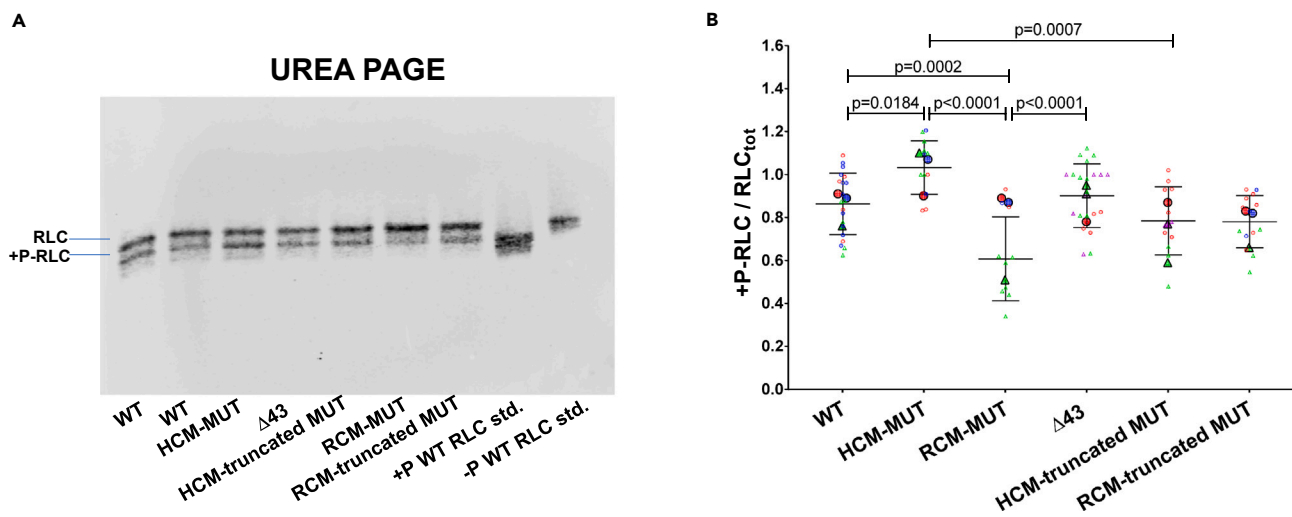 A
UREA PAGE
RLC
+P-RLC
WT
WT
HCM-MUT
Δ43
HCM-truncated MUT
RCM-MUT
RCM-truncated MUT
+P WT RLC std.
-P WT RLC std.
B
p=0.0007
p=0.0002
p=0.0184
p<0.0001
p<0.0001
+P-RLC / RLCtot
1.6
1.4
1.2
1.0
0.8
0.6
0.4
0.2
0.0
WT
HCM-MUT
RCM-MUT
Δ43
HCM-truncated MUT
RCM-truncated MUT